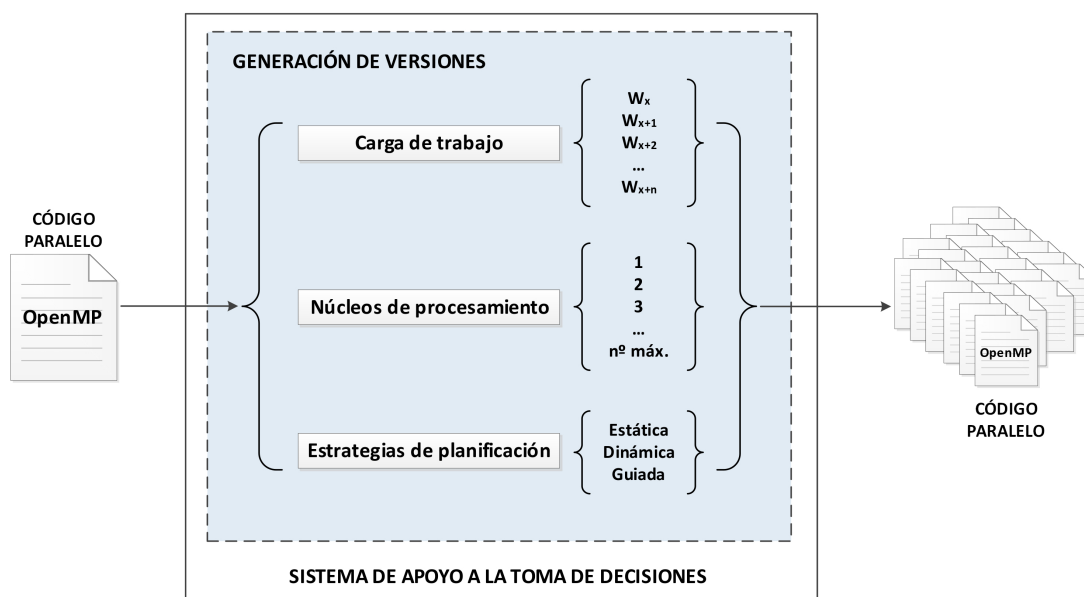 GENERACIÓN DE VERSIONES
CÓDIGO
PARALELO
OpenMP
Carga de trabajo
Wx
Wx+1
Wx+2
...
Wx+n
Núcleos de procesamiento
1
2
3
...
nº máx.
Estrategias de planificación
Estática
Dinámica
Guiada
OpenMP
CÓDIGO
PARALELO
SISTEMA DE APOYO A LA TOMA DE DECISIONES